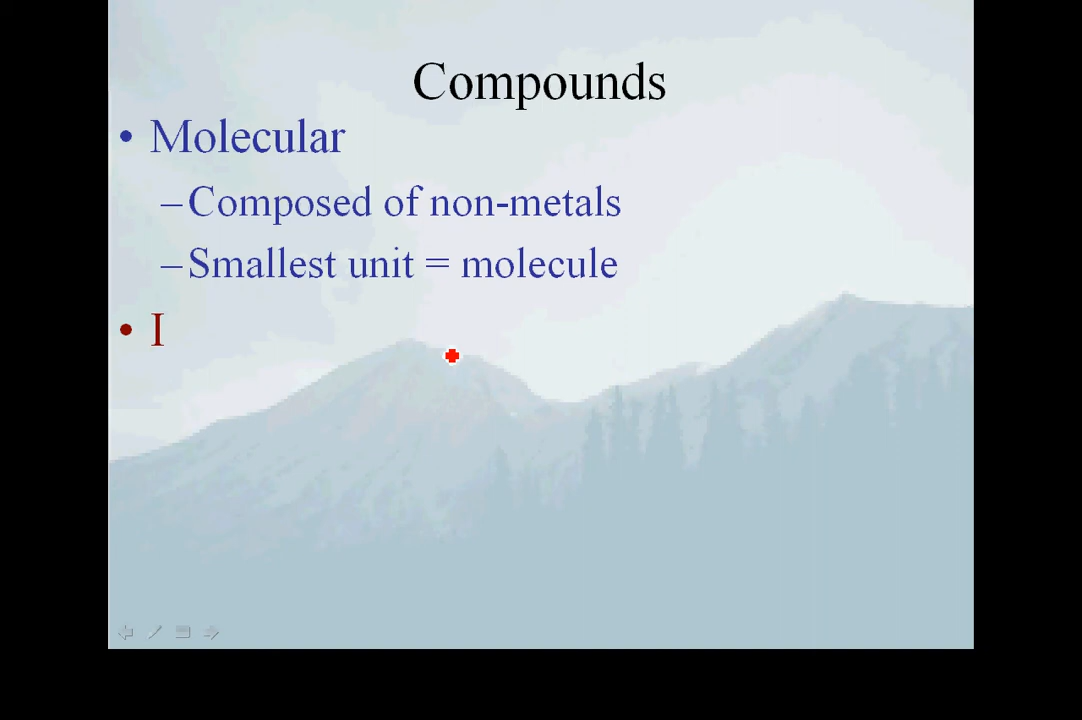 Compounds
• Molecular
–Composed of non-metals
–Smallest unit = molecule
• I